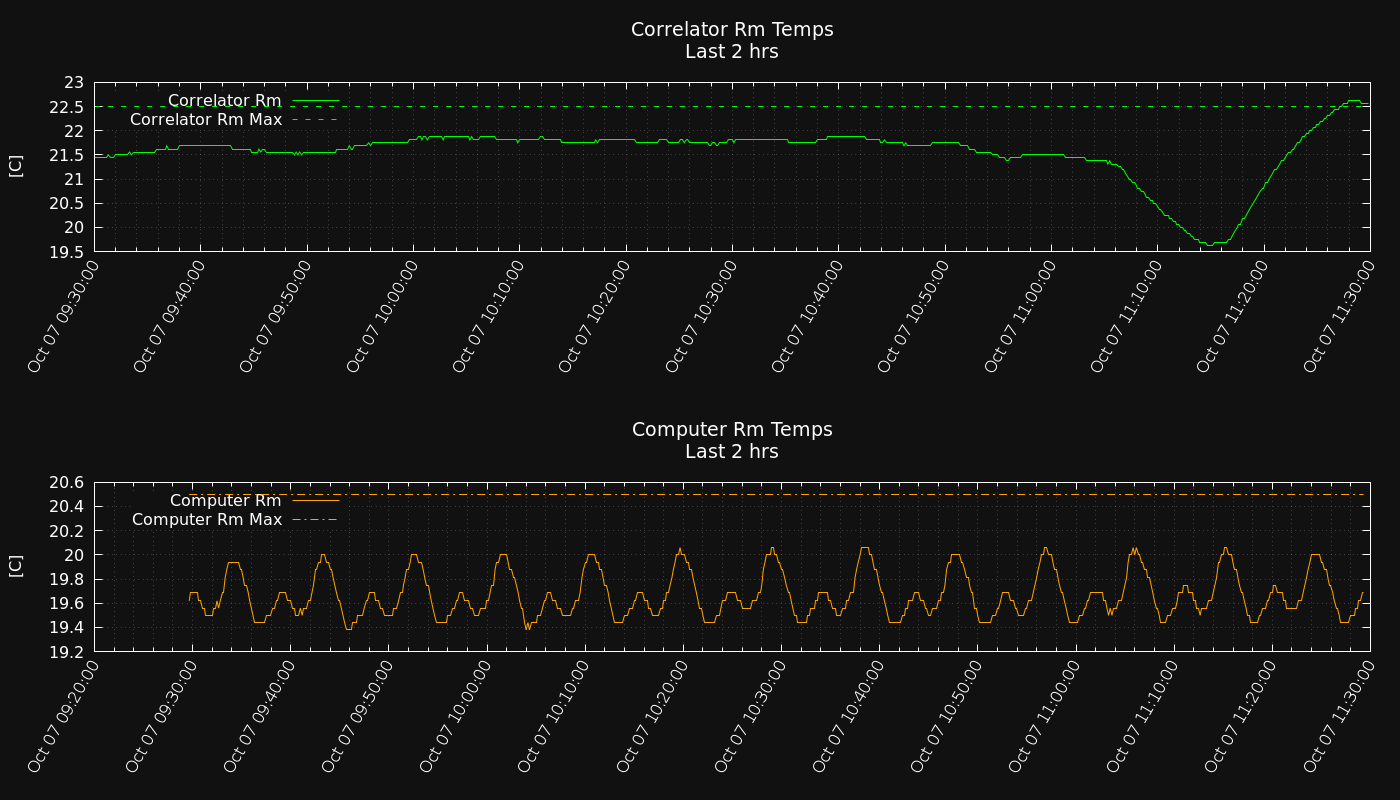 Correlator Rm Temps
Last 2 hrs
23
22.5
22
21.5
21
20.5
20
19.5
[C]
Correlator Rm
Correlator Rm Max
Oct 07 09:30:00
Oct 07 09:40:00
Oct 07 09:50:00
Oct 07 10:00:00
Oct 07 10:10:00
Oct 07 10:20:00
Oct 07 10:30:00
Oct 07 10:40:00
Oct 07 10:50:00
Oct 07 11:00:00
Oct 07 11:10:00
Oct 07 11:20:00
Oct 07 11:30:00
Computer Rm Temps
Last 2 hrs
20.6
20.4
20.2
20
19.8
19.6
19.4
19.2
[C]
Computer Rm
Computer Rm Max
Oct 07 09:20:00
Oct 07 09:30:00
Oct 07 09:40:00
Oct 07 09:50:00
Oct 07 10:00:00
Oct 07 10:10:00
Oct 07 10:20:00
Oct 07 10:30:00
Oct 07 10:40:00
Oct 07 10:50:00
Oct 07 11:00:00
Oct 07 11:10:00
Oct 07 11:20:00
Oct 07 11:30:00